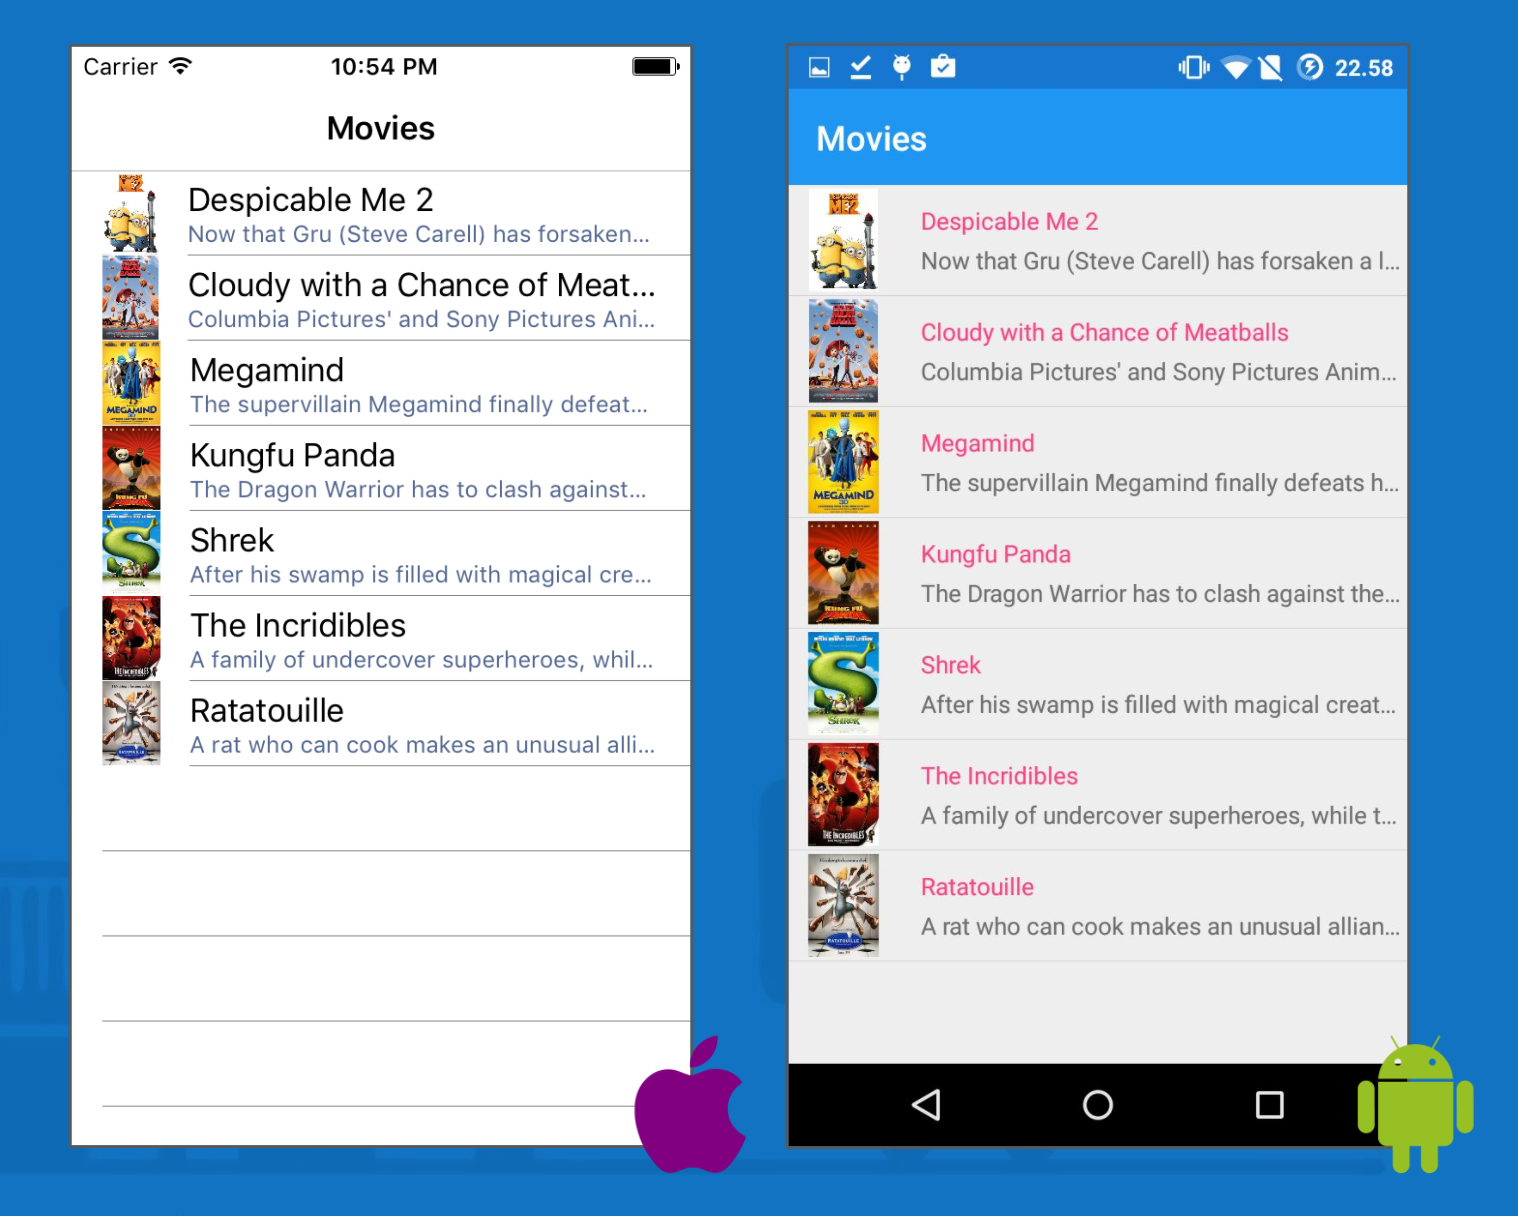 Carrier 10:54 PM
Movies
Despicable Me 2
Now that Gru (Steve Carell) has forsaken...
Cloudy with a Chance of Meat...
Columbia Pictures' and Sony Pictures Ani...
Megamind
The supervillain Megamind finally defeat...
Kungfu Panda
The Dragon Warrior has to clash against...
Shrek
After his swamp is filled with magical cre...
The Incridibles
A family of undercover superheroes, whil...
Ratatouille
A rat who can cook makes an unusual alli...
22.58
Movies
Despicable Me 2
Now that Gru (Steve Carell) has forsaken a l...
Cloudy with a Chance of Meatballs
Columbia Pictures' and Sony Pictures Anim...
MEGAMIND
Megamind
The supervillain Megamind finally defeats h...
Kungfu Panda
The Dragon Warrior has to clash against the...
SHREK
Shrek
After his swamp is filled with magical creat...
THE INCREDIBLES
The Incridibles
A family of undercover superheroes, while t...
RATATOUILLE
Ratatouille
A rat who can cook makes an unusual allian...